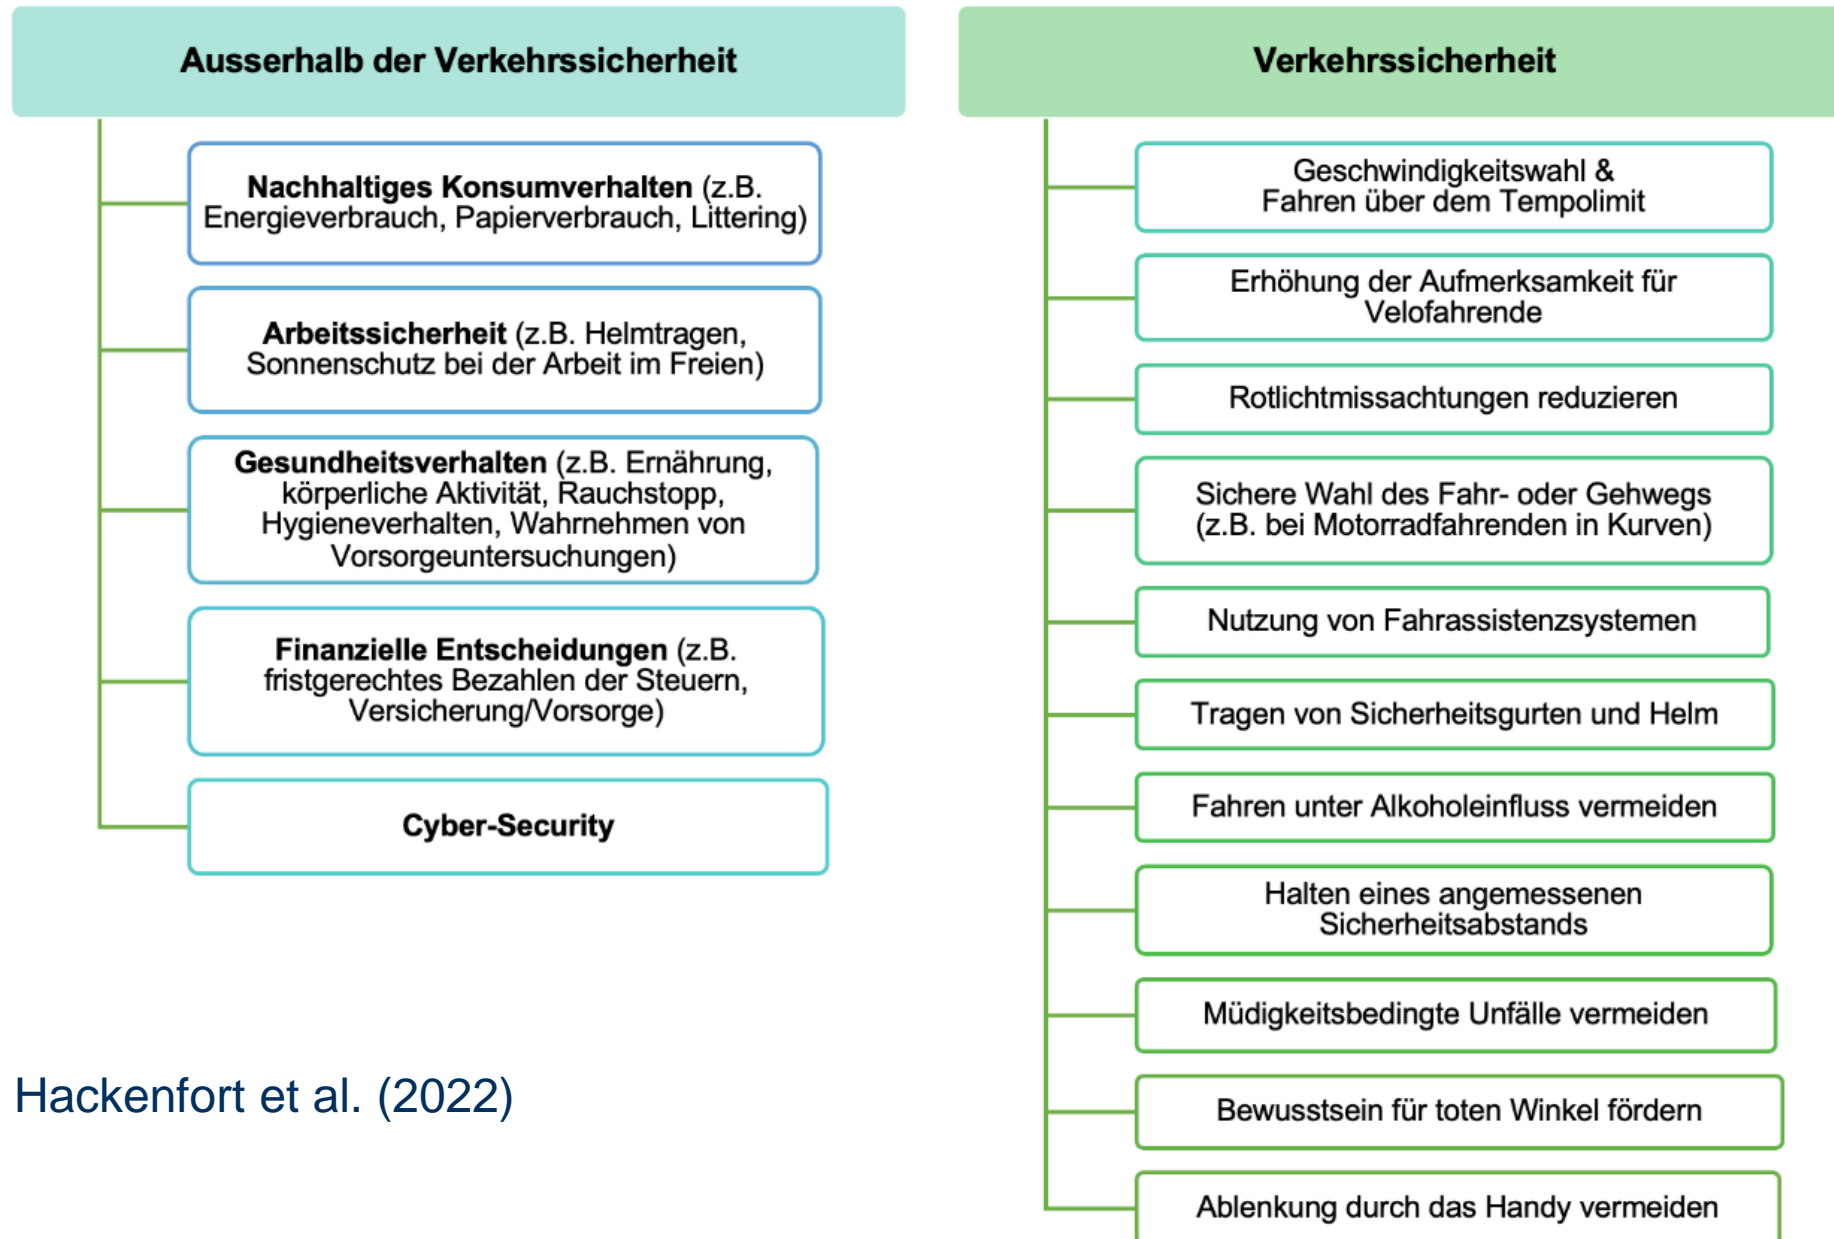 Ausserhalb der Verkehrssicherheit
Nachhaltiges Konsumverhalten (z.B.
Energieverbrauch, Papierverbrauch, Littering)
Arbeitssicherheit (z.B. Helmtragen,
Sonnenschutz bei der Arbeit im Freien)
Gesundheitsverhalten (z.B. Ernährung,
körperliche Aktivität, Rauchstopp,
Hygieneverhalten, Wahrnehmen von
Vorsorgeuntersuchungen)
Finanzielle Entscheidungen (z.B.
fristgerechtes Bezahlen der Steuern,
Versicherung/Vorsorge)
Cyber-Security
Hackenfort et al. (2022)
Verkehrssicherheit
Geschwindigkeitswahl &
Fahren über dem Tempolimit
Erhöhung der Aufmerksamkeit für
Velofahrende
Rotlichtmissachtungen reduzieren
Sichere Wahl des Fahr- oder Gehwegs
(z.B. bei Motorradfahrenden in Kurven)
Nutzung von Fahrassistenzsystemen
Tragen von Sicherheitsgurten und Helm
Fahren unter Alkoholeinfluss vermeiden
Halten eines angemessenen
Sicherheitsabstands
Müdigkeitsbedingte Unfälle vermeiden
Bewusstsein für toten Winkel fördern
Ablenkung durch das Handy vermeiden